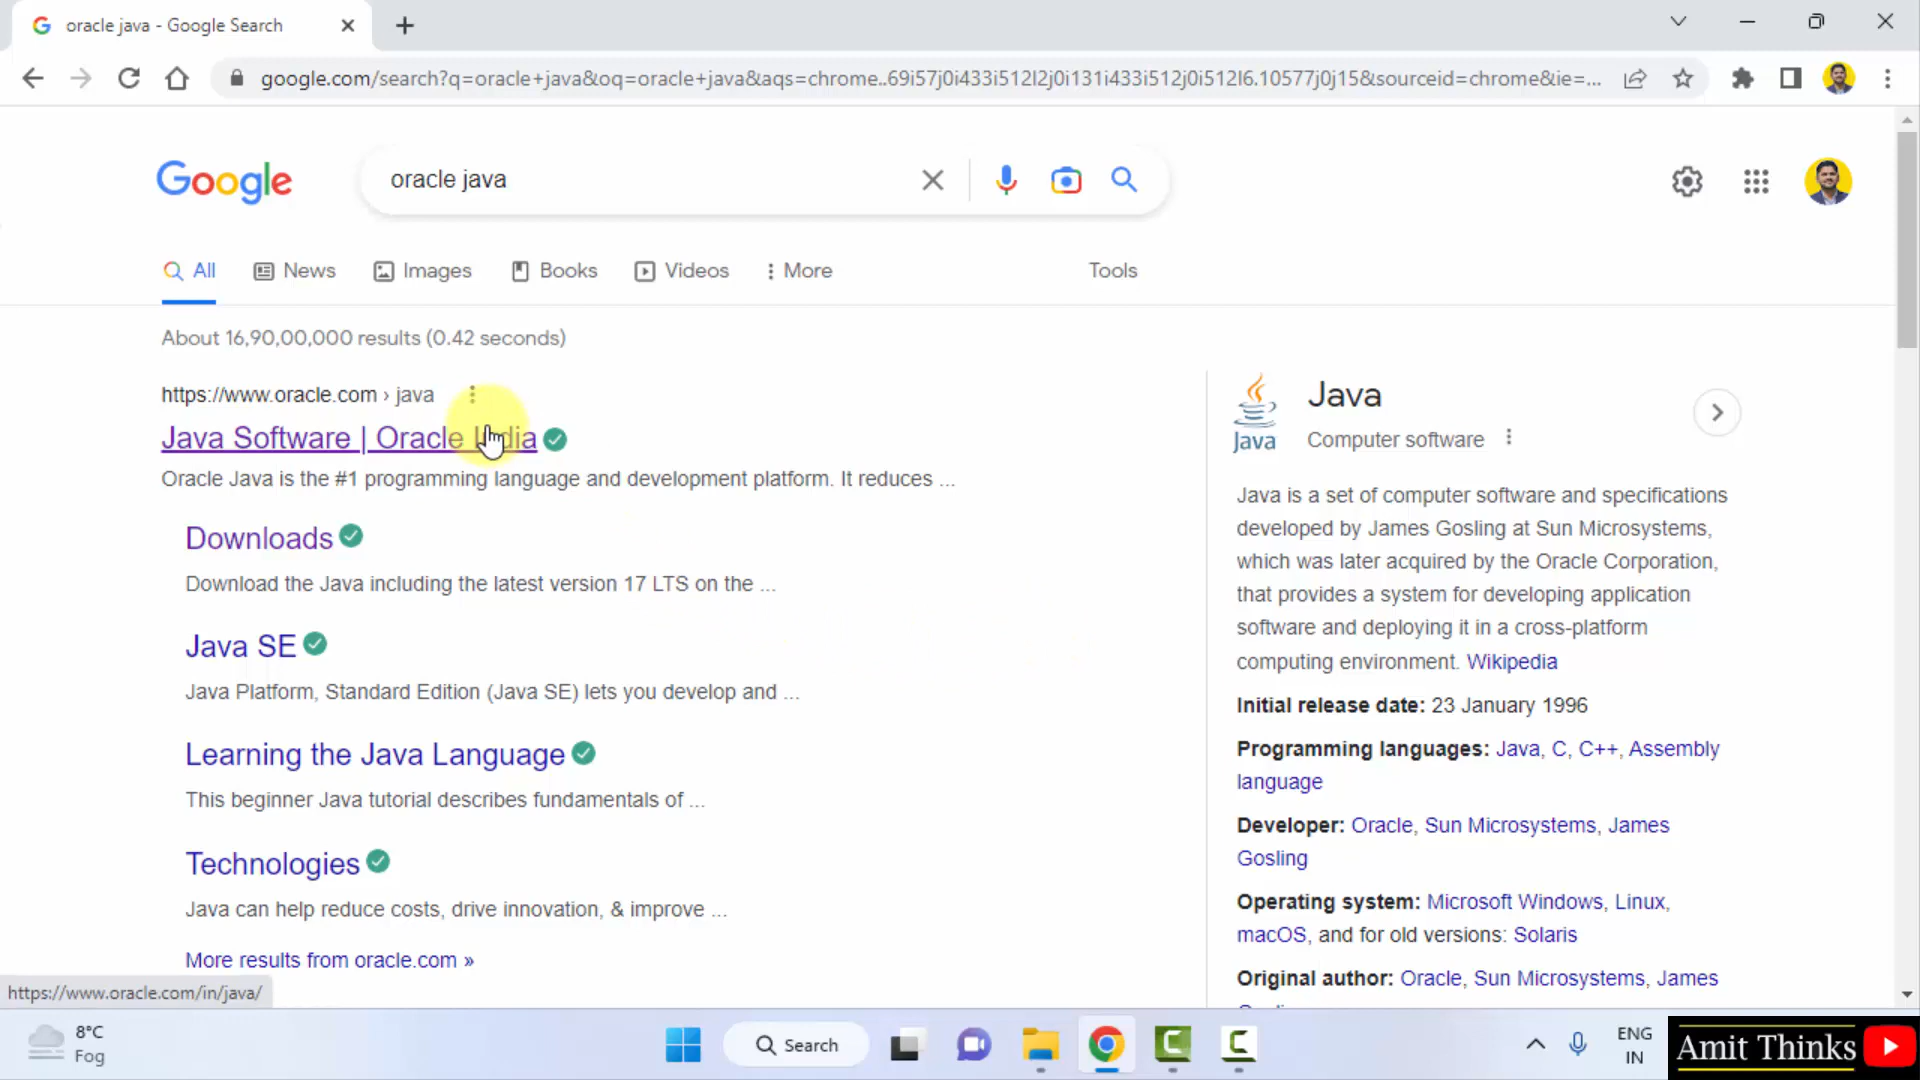 oracle java - Google Search
google.com/search?q=oracle+java&oq=oracle+java&aqs=chrome..69i57j0i433i512l2j0i131i433i512j0i512l6.10577j0j15&sourceid=chrome&ie=...
Google
oracle java
All
News
Images
Books
Videos
More
Tools
About 16,90,00,000 results (0.42 seconds)
https://www.oracle.com › java
Java Software | Oracle India
Oracle Java is the #1 programming language and development platform. It reduces ...
Downloads
Download the Java including the latest version 17 LTS on the ...
Java SE
Java Platform, Standard Edition (Java SE) lets you develop and ...
Learning the Java Language
This beginner Java tutorial describes fundamentals of ...
Technologies
Java can help reduce costs, drive innovation, & improve ...
More results from oracle.com »
https://www.oracle.com/in/java/
Java
Java
Computer software
Java is a set of computer software and specifications
developed by James Gosling at Sun Microsystems,
which was later acquired by the Oracle Corporation,
that provides a system for developing application
software and deploying it in a cross-platform
computing environment. Wikipedia
Initial release date: 23 January 1996
Programming languages: Java, C, C++, Assembly
language
Developer: Oracle, Sun Microsystems, James
Gosling
Operating system: Microsoft Windows, Linux,
macOS, and for old versions: Solaris
Original author: Oracle, Sun Microsystems, James
8°C
Fog
Search
ENG
IN
Amit Thinks